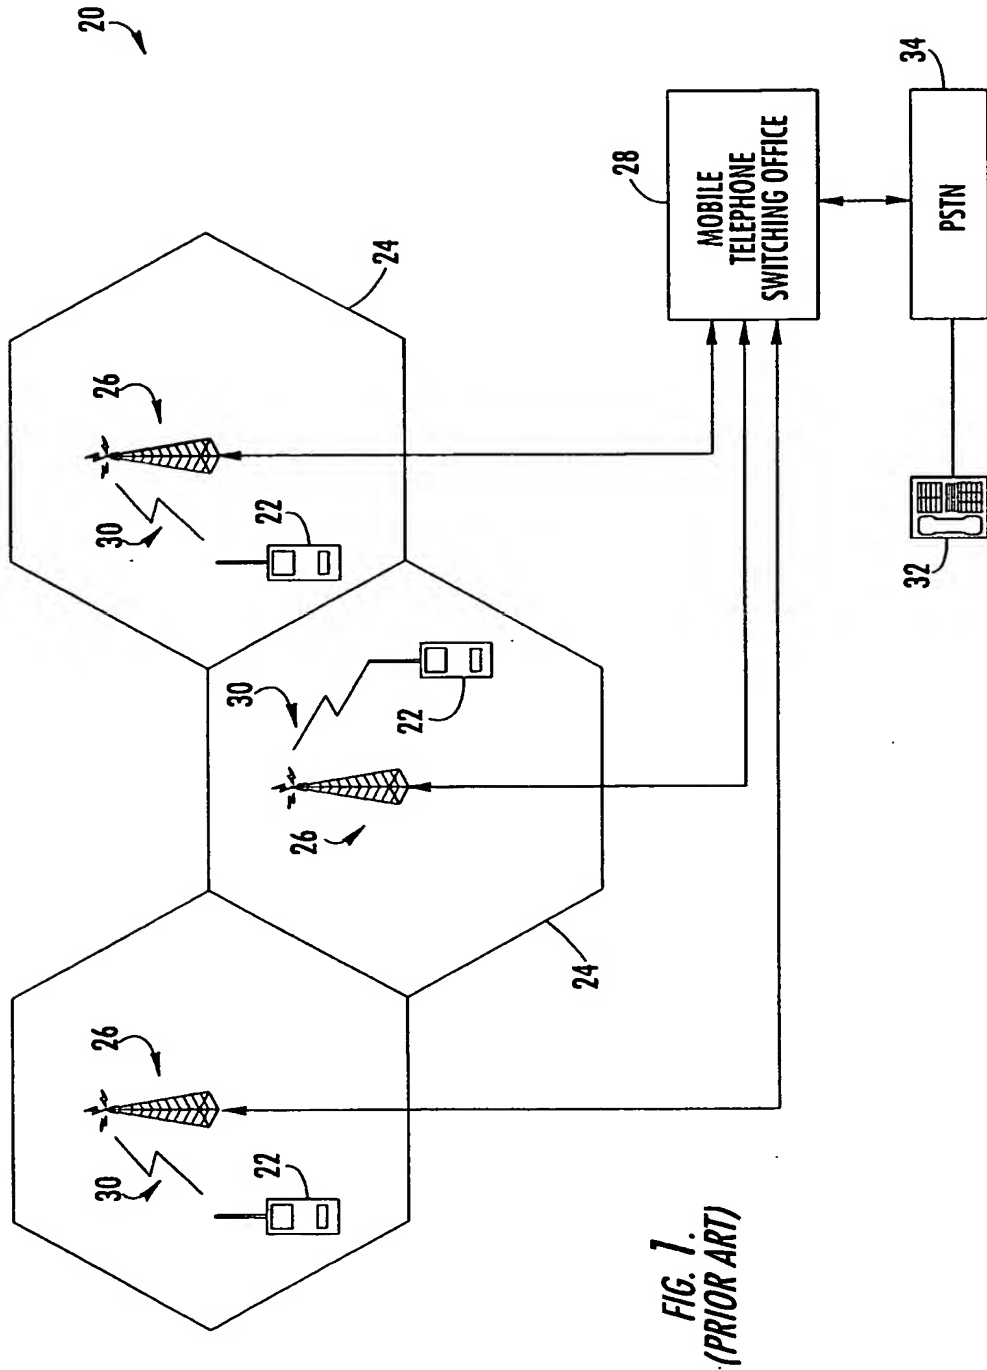 20
26
30
22
24
26
30
22
26
30
22
24
28
MOBILE
TELEPHONE
SWITCHING OFFICE
34
PSTN
32
FIG. 1.
(PRIOR ART)